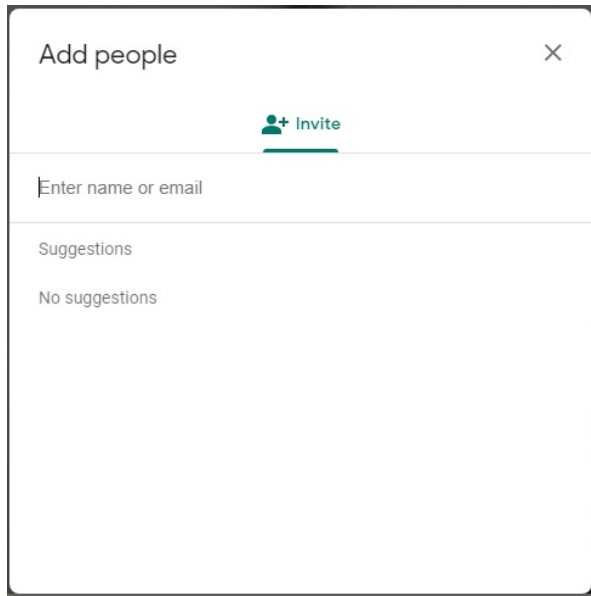 Add people
Invite
Enter name or email
Suggestions
No suggestions